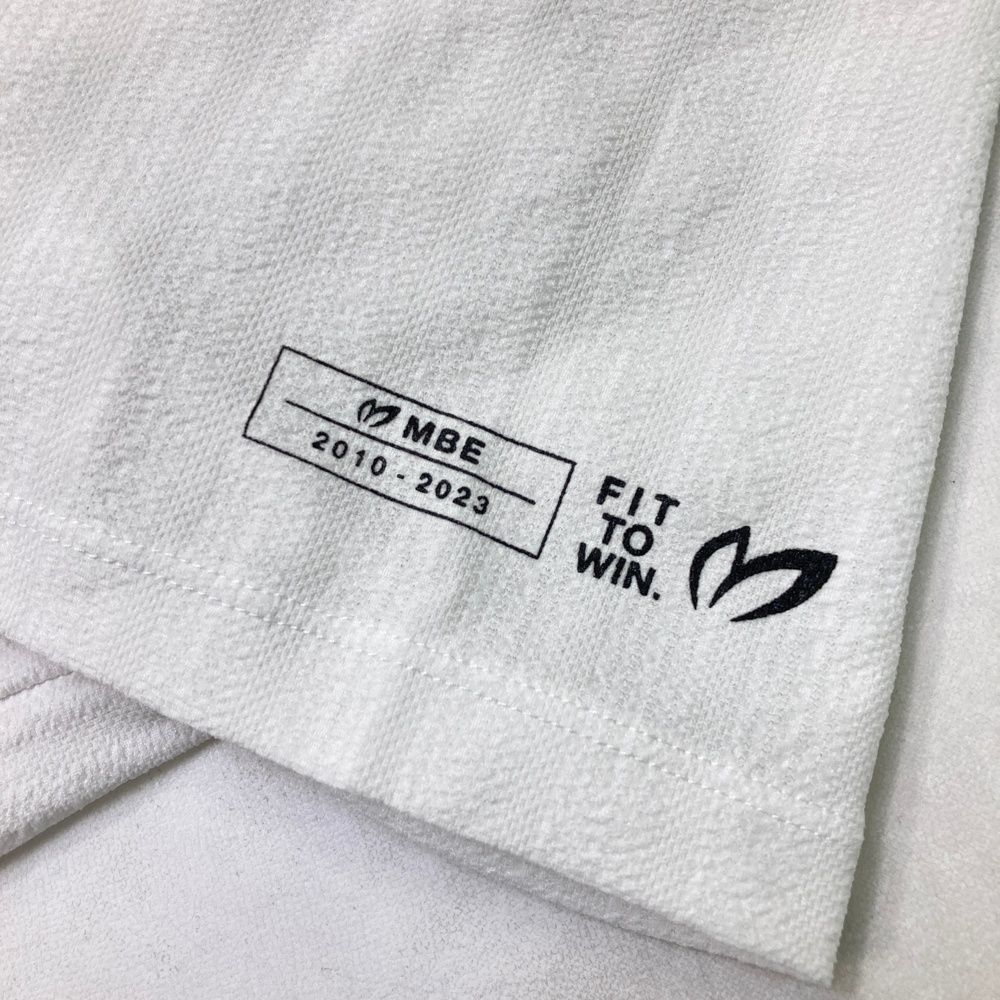 MBE
2010 - 2023
FIT
TO
WIN.